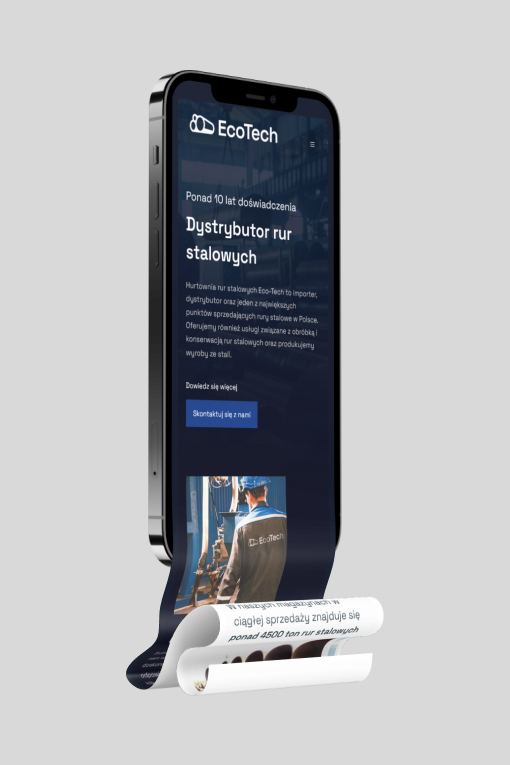 EcoTech
Ponad 10 lat doświadczenia
Dystrybutor rur
stalowych
Hurtownia rur stalowych Eco-Tech to importer,
dystrybutor oraz jeden z największych
punktów sprzedających rury stalowe w Polsce.
Oferujemy również usługi związane z obróbką i
konserwacją rur stalowych oraz produkujemy
wyroby ze stali.
Dowiedz się więcej
Skontaktuj się z nami
EcoTech
W naszych magazynach w
ciągłej sprzedaży znajduje się
ponad 4500 ton rur stalowych